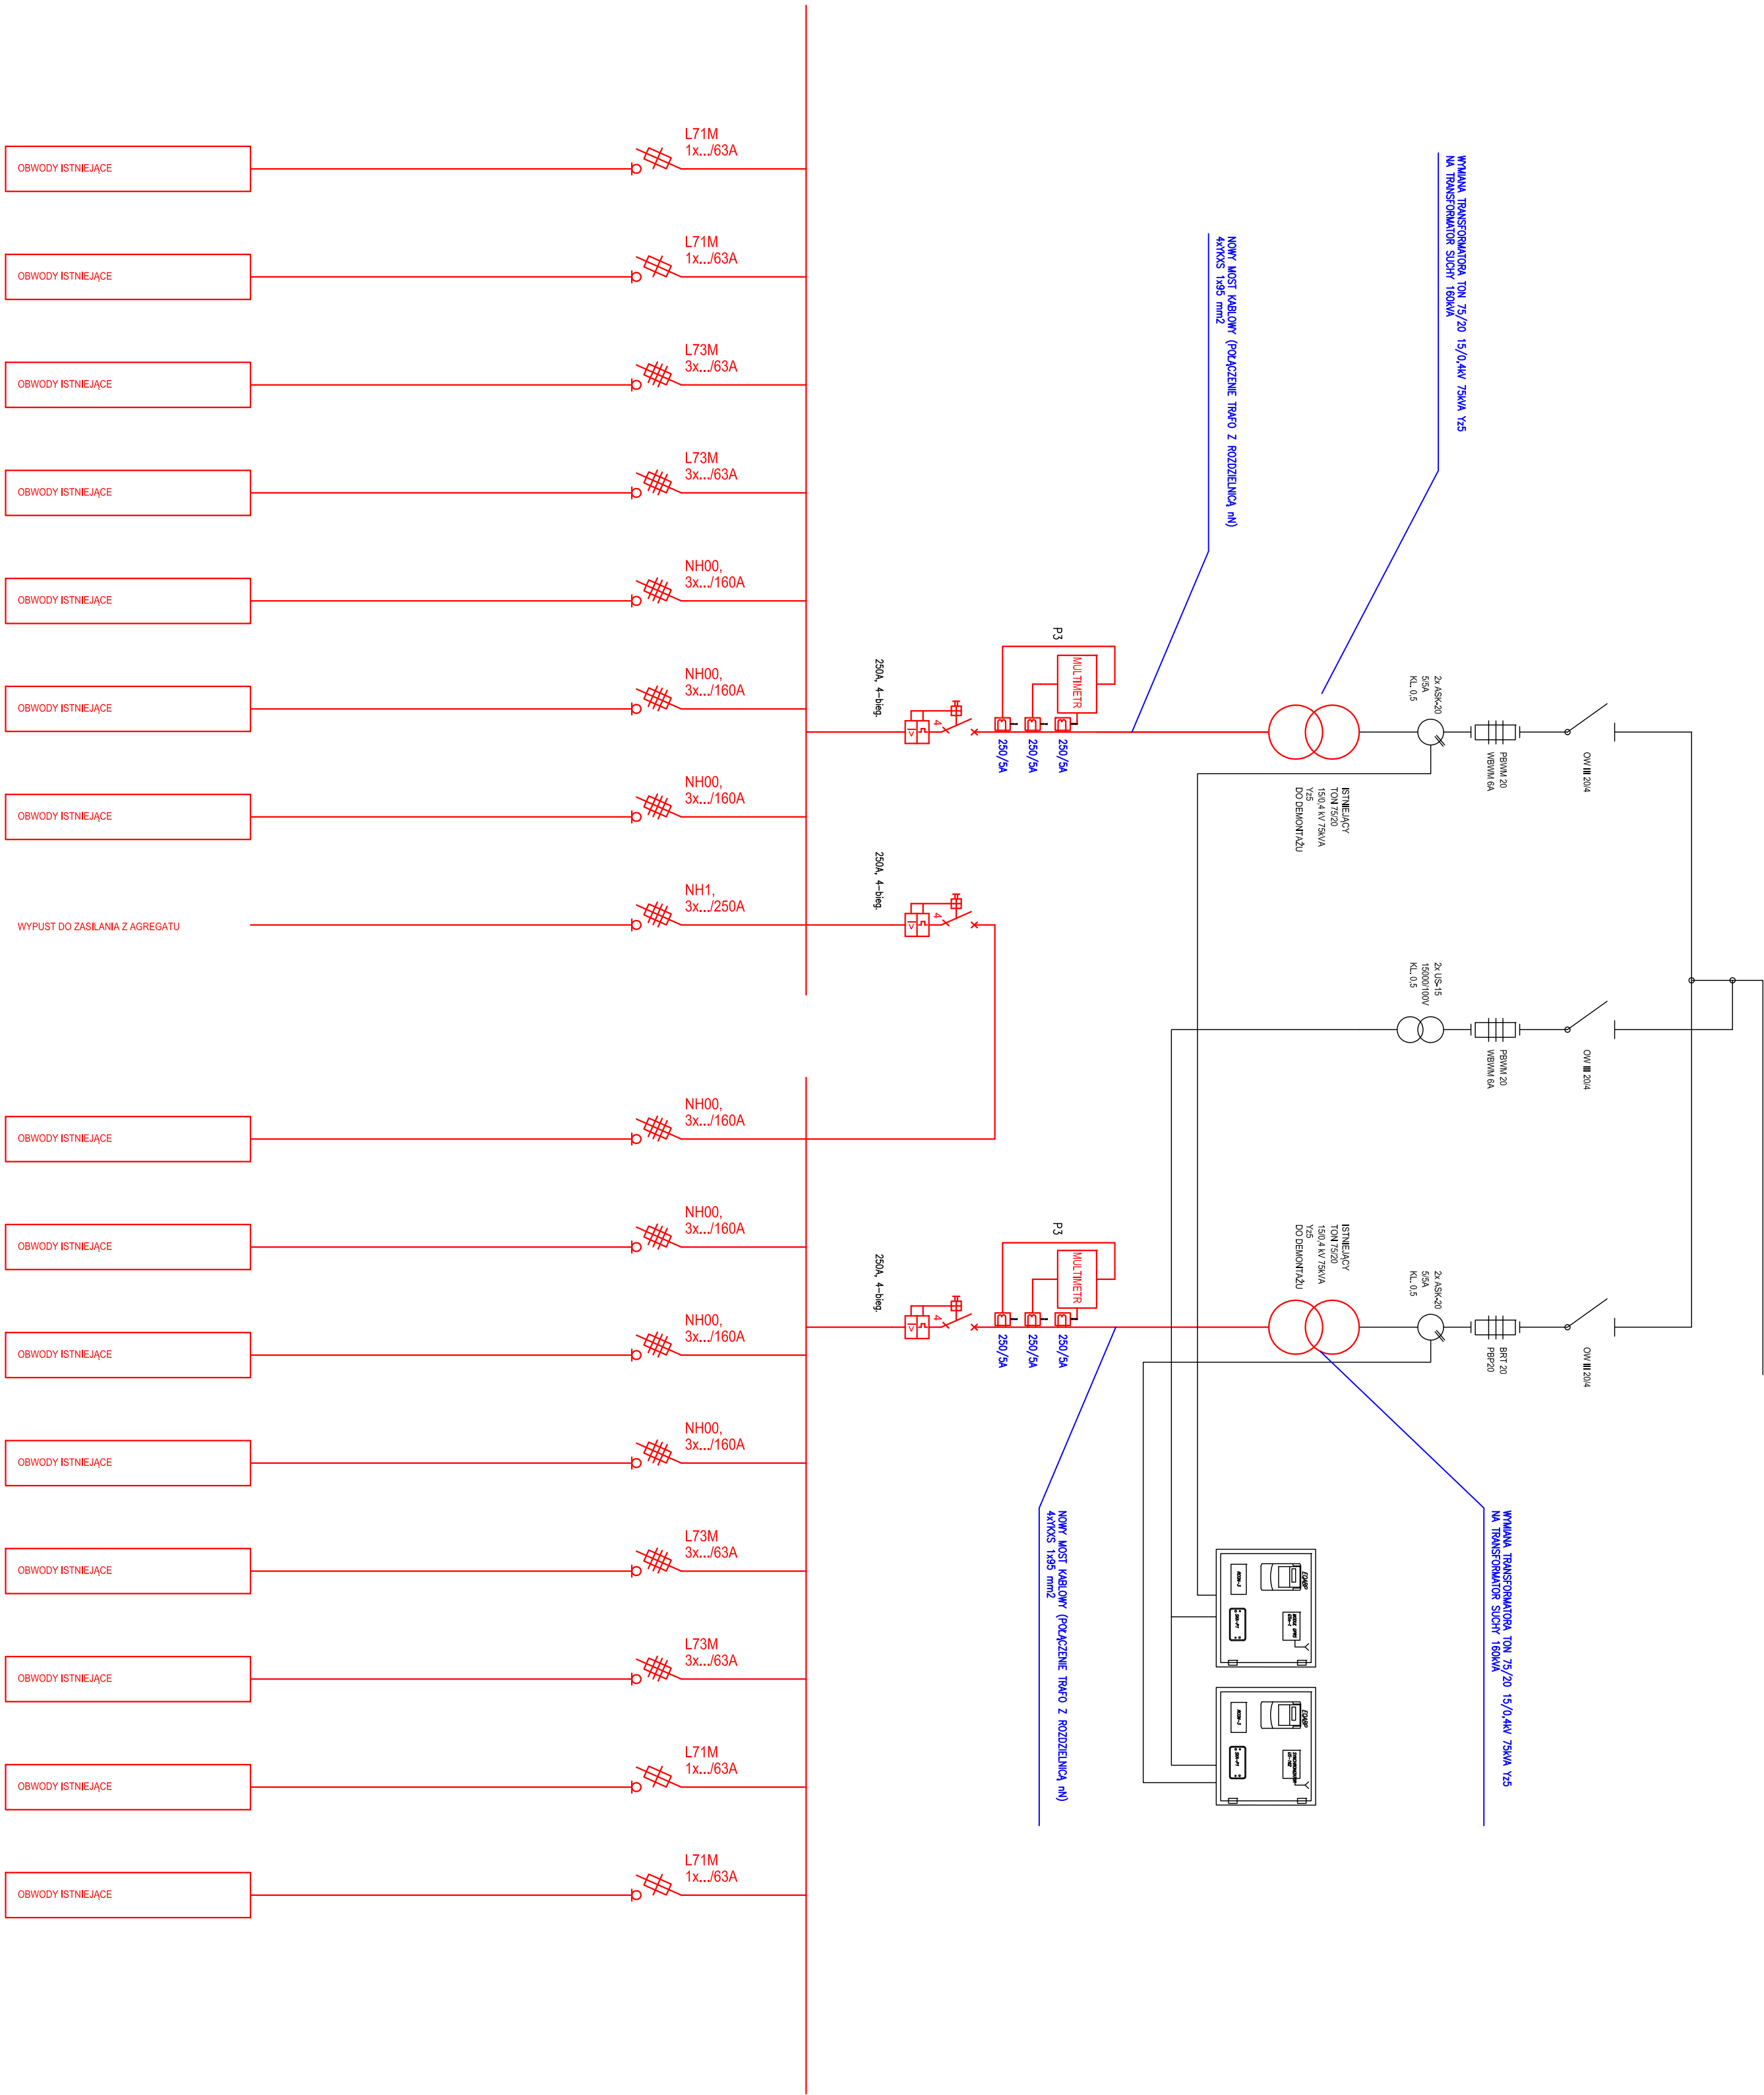 L71M
1x.../63A
OBWODY ISTNIEJĄCE
L71M
1x.../63A
OBWODY ISTNIEJĄCE
L73M
3x.../63A
OBWODY ISTNIEJĄCE
L73M
3x.../63A
OBWODY ISTNIEJĄCE
NH00,
3x.../160A
OBWODY ISTNIEJĄCE
NH00,
3x.../160A
OBWODY ISTNIEJĄCE
NH00,
3x.../160A
OBWODY ISTNIEJĄCE
NH1,
3x.../250A
WYPUST DO ZASILANIA Z AGREGATU
NH00,
3x.../160A
OBWODY ISTNIEJĄCE
NH00,
3x.../160A
OBWODY ISTNIEJĄCE
NH00,
3x.../160A
OBWODY ISTNIEJĄCE
NH00,
3x.../160A
OBWODY ISTNIEJĄCE
L73M
3x.../63A
OBWODY ISTNIEJĄCE
L73M
3x.../63A
OBWODY ISTNIEJĄCE
L71M
1x.../63A
OBWODY ISTNIEJĄCE
L71M
1x.../63A
OBWODY ISTNIEJĄCE
WYMIANA TRANSFORMATORA TON 75/20 15/0,4kV 75kVA Yz5
NA TRANSFORMATOR SUCHY 160kVA
NOWY MOST KABLOWY (POŁĄCZENIE TRAFO Z ROZDZIELNICĄ nN)
4xYKXS 1x95 mm2
OW III 20/4
PBWM 20
WBWM 6A
2x ASK-20
5/5A
KL. 0,5
ISTNIEJĄCY
TON 75/20
15/0,4 kV 75kVA
Yz5
DO DEMONTAŻU
P3
MULTIMETR
250/5A
250/5A
250/5A
4
I>
250A, 4-bieg.
4
I>
250A, 4-bieg.
OW III 20/4
PBWM 20
WBWM 6A
2x US-15
15000/100V
KL. 0,5
OW III 20/4
BRT 20
PBP20
2x ASK-20
5/5A
KL. 0,5
ISTNIEJĄCY
TON 75/20
15/0,4 kV 75kVA
Yz5
DO DEMONTAŻU
P3
MULTIMETR
250/5A
250/5A
250/5A
4
I>
250A, 4-bieg.
WYMIANA TRANSFORMATORA TON 75/20 15/0,4kV 75kVA Yz5
NA TRANSFORMATOR SUCHY 160kVA
NOWY MOST KABLOWY (POŁĄCZENIE TRAFO Z ROZDZIELNICĄ nN)
4xYKXS 1x95 mm2
EQABP
EQABP